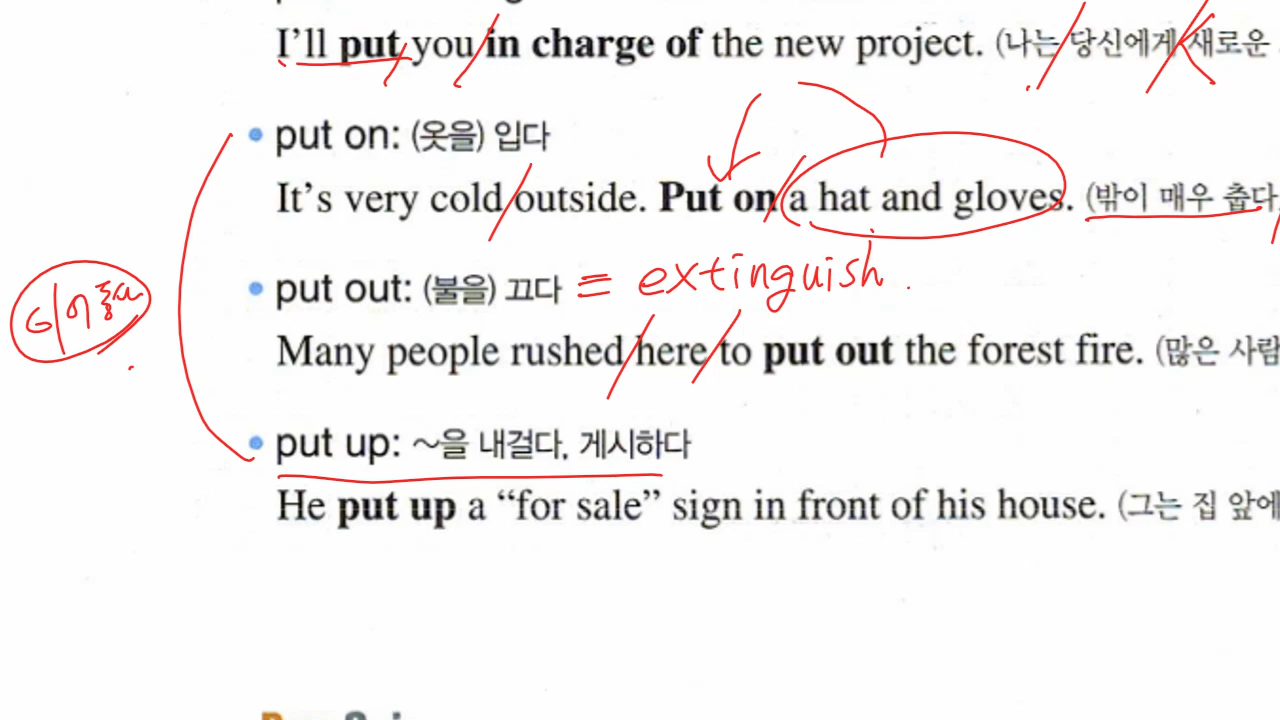 I'll put you in charge of the new project. (나는 당신에게 새로운
• put on: (옷을) 입다
It's very cold outside. Put on a hat and gloves. (밖이 매우 춥다,
• put out: (불을) 끄다 = extinguish.
Many people rushed here to put out the forest fire. (많은 사람
• put up: ~을 내걸다, 게시하다
He put up a “for sale” sign in front of his house. (그는 집 앞에